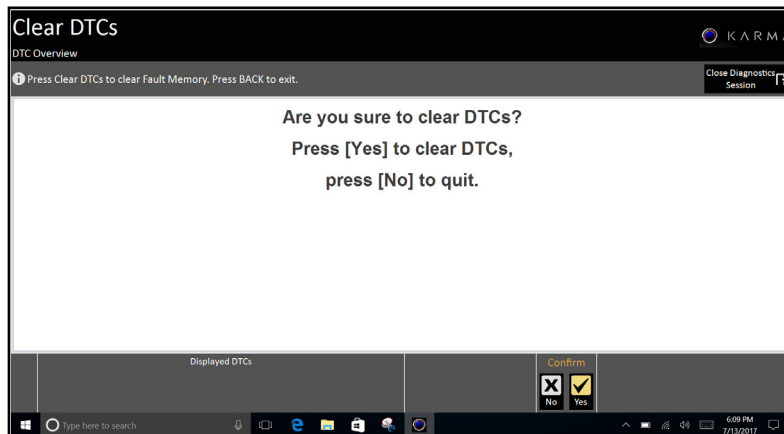 Clear DTCs
KARMA
DTC Overview
Press Clear DTCs to clear Fault Memory. Press BACK to exit.
Close Diagnostics
Session
Are you sure to clear DTCs?
Press [Yes] to clear DTCs,
press [No] to quit.
Displayed DTCs
Confirm
No
Yes
Type here to search
6:09 PM
7/13/2017